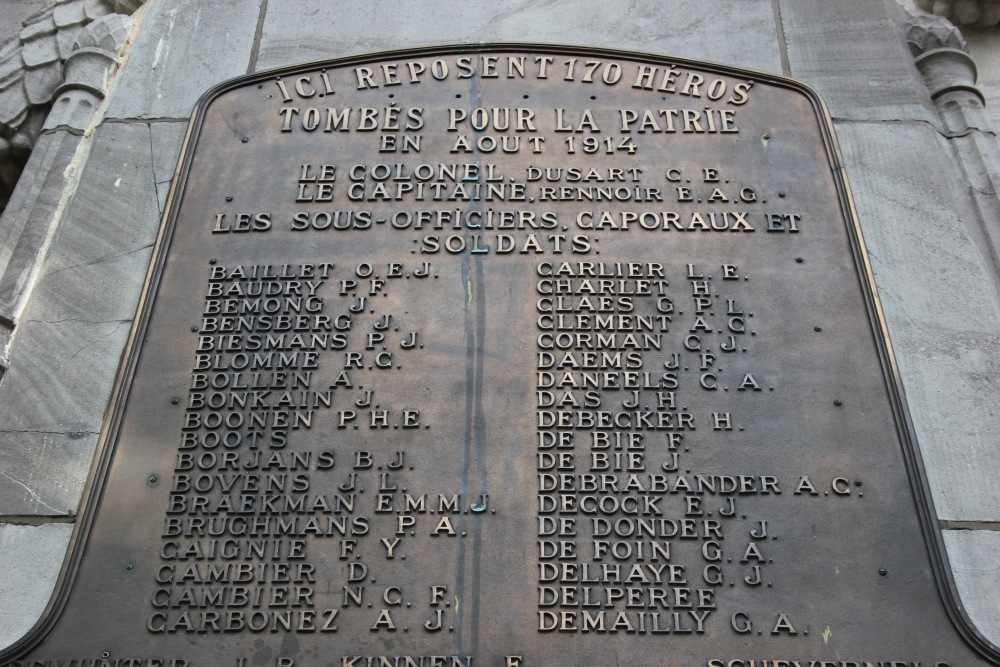 ICI REPOSENT 170 HÉROS
TOMBÉS POUR LA PATRIE
EN AOUT 1914
LE COLONEL, DUSART C. E.
LE CAPITAINE, RENNOIR E.A.G.
LES SOUS-OFFICIERS, CAPORAUX ET
SOLDATS:
BAILLET O.E.J.
BAUDRY P.F.
BEMONG J.
BENSBERG J.
BIESMANS P.J.
BLOMME R.C.
BOLLEN A.
BONKAIN J.
BOONEN P.H.E.
BOOTS
BORJANS B.J.
BOVENS J.L.
BRAEKMAN E.M.M.J.
BRUGHMANS P.A.
CAIGNIE F.Y.
CAMBIER D.
CAMBIER N.C.F.
CARBONEZ A.J.
CARLIER L.E.
CHARLET H.
CLAES G.P.L.
CLEMENT A.C.
CORMAN C.J.
DAEMS J.F.
DANEELS C.A.
DAS J.H.
DEBECKER H.
DE BIE F.
DE BIE J.
DEBRABANDER A.C.
DECOCK E.J.
DE DONDER J.
DE FOIN G.A.
DELHAYE G.J.
DELPEREF
DEMAILLY G.A.
KINNEN F.